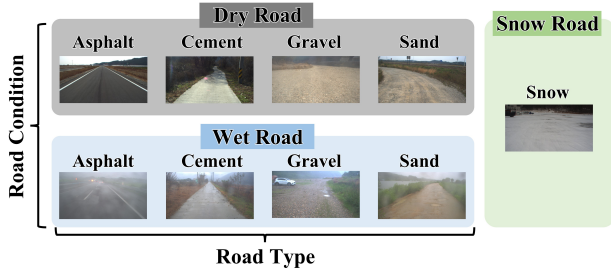 Dry Road
Asphalt Cement Gravel Sand
Wet Road
Asphalt Cement Gravel Sand
Snow Road
Snow
Road Condition
Road Type